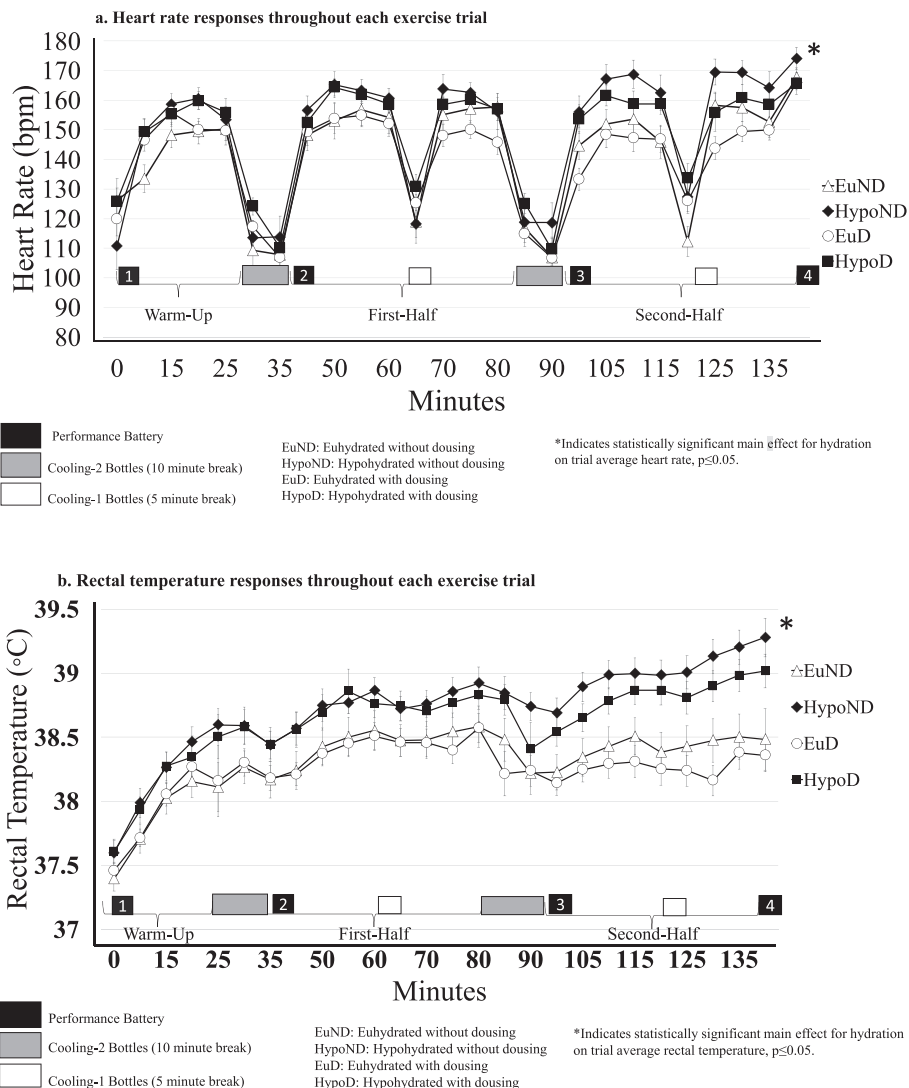 a. Heart rate responses throughout each exercise trial
Heart Rate (bpm)
180
170
160
150
140
130
120
110
100
90
80
*
EuND
HypoND
EuD
HypoD
1
2
3
4
Warm-Up
First-Half
Second-Half
0 15 25 35 50 60 70 80 90 105 115 125 135
Minutes
Performance Battery
Cooling-2 Bottles (10 minute break)
Cooling-1 Bottles (5 minute break)
EuND: Euhydrated without dousing
HypoND: Hypohydrated without dousing
EuD: Euhydrated with dousing
HypoD: Hypohydrated with dousing
*Indicates statistically significant main effect for hydration
on trial average heart rate, p≤0.05.
b. Rectal temperature responses throughout each exercise trial
Rectal Temperature (°C)
39.5
39
38.5
38
37.5
37
*
EuND
HypoND
EuD
HypoD
1
2
3
4
Warm-Up
First-Half
Second-Half
0 15 25 35 50 60 70 80 90 105 115 125 135
Minutes
Performance Battery
Cooling-2 Bottles (10 minute break)
Cooling-1 Bottles (5 minute break)
EuND: Euhydrated without dousing
HypoND: Hypohydrated without dousing
EuD: Euhydrated with dousing
HypoD: Hypohydrated with dousing
*Indicates statistically significant main effect for hydration
on trial average rectal temperature, p≤0.05.